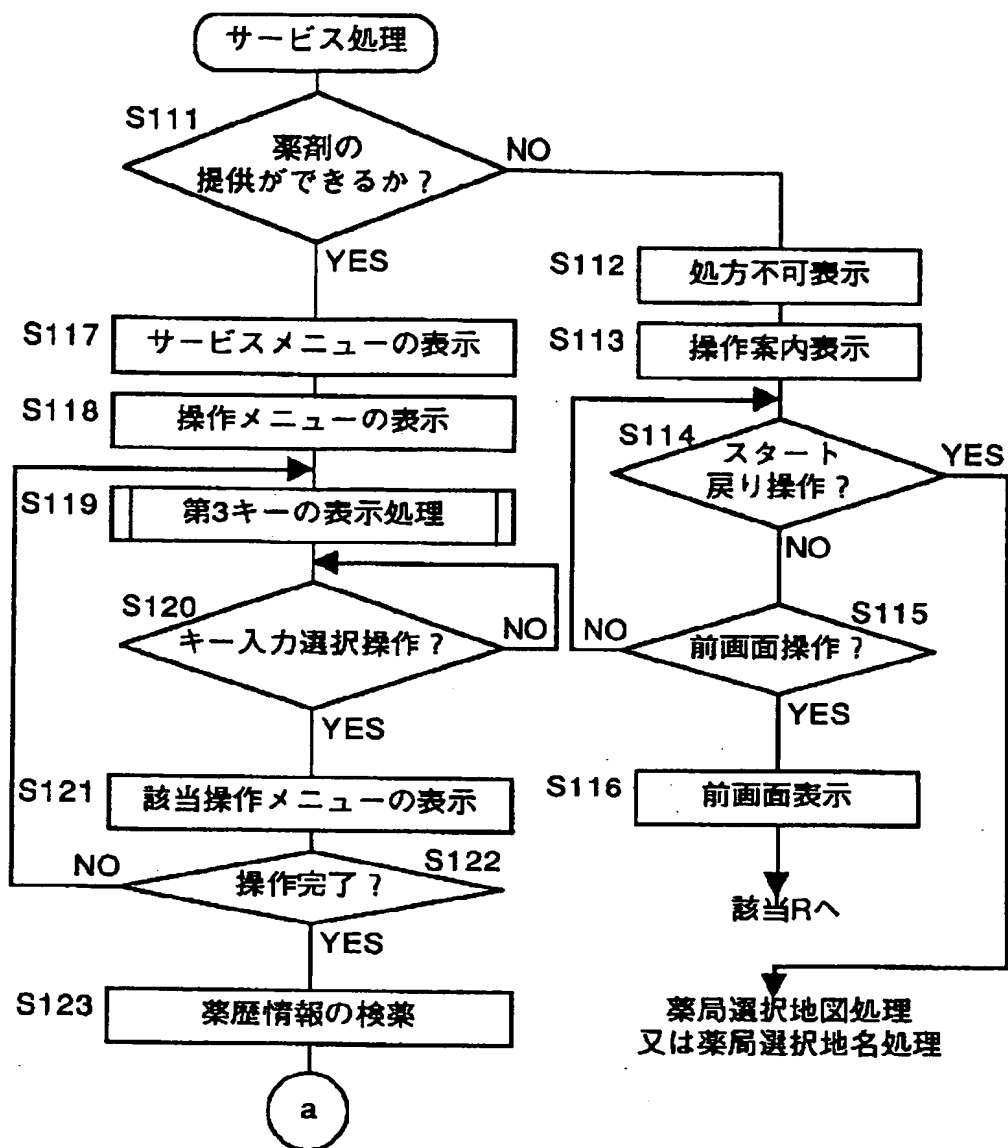 サービス処理
S111
薬剤の
提供ができるか?
NO
YES
S112
処方不可表示
S113
操作案内表示
S114
スタート
戻り操作?
YES
NO
S115
前画面操作?
NO
YES
S116
前画面表示
該当Rへ
薬局選択地図処理
又は薬局選択地名処理
S117
サービスメニューの表示
S118
操作メニューの表示
S119
第3キーの表示処理
S120
キー入力選択操作?
NO
YES
S121
該当操作メニューの表示
S122
操作完了?
NO
YES
S123
薬歴情報の検薬
a